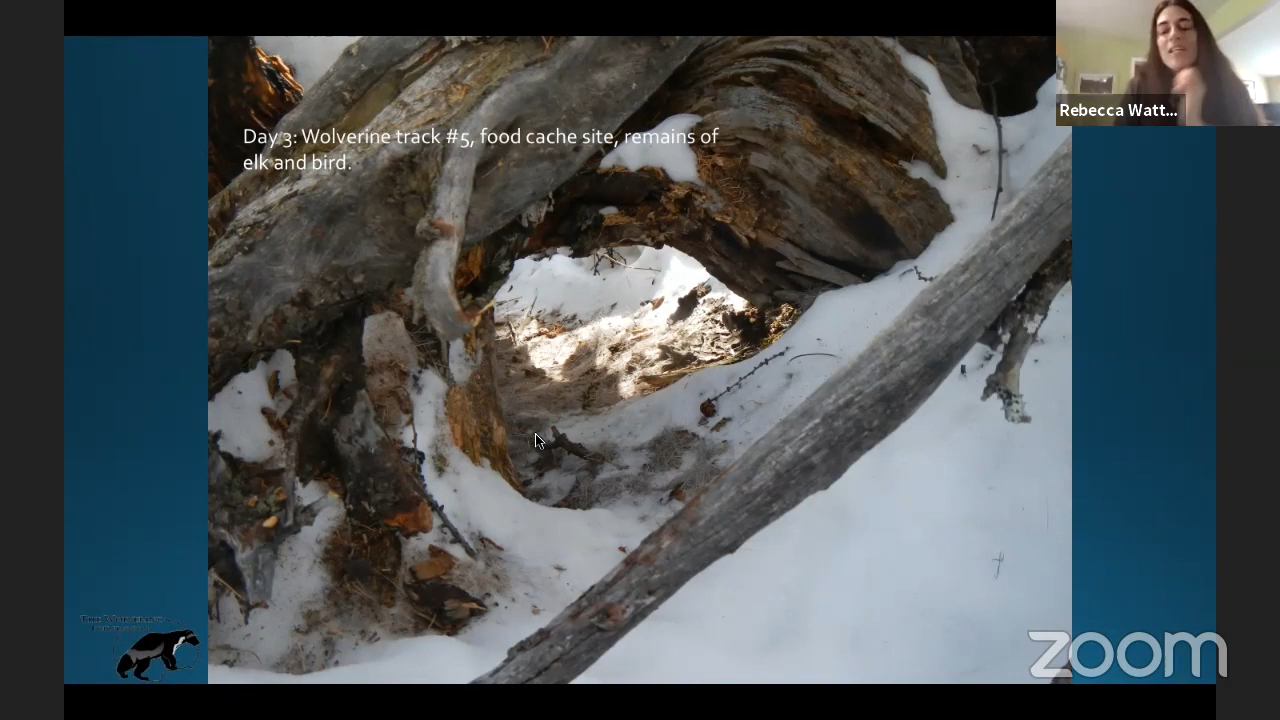 Day 3: Wolverine track #5, food cache site, remains of
elk and bird.
Rebecca Watt...
zoom